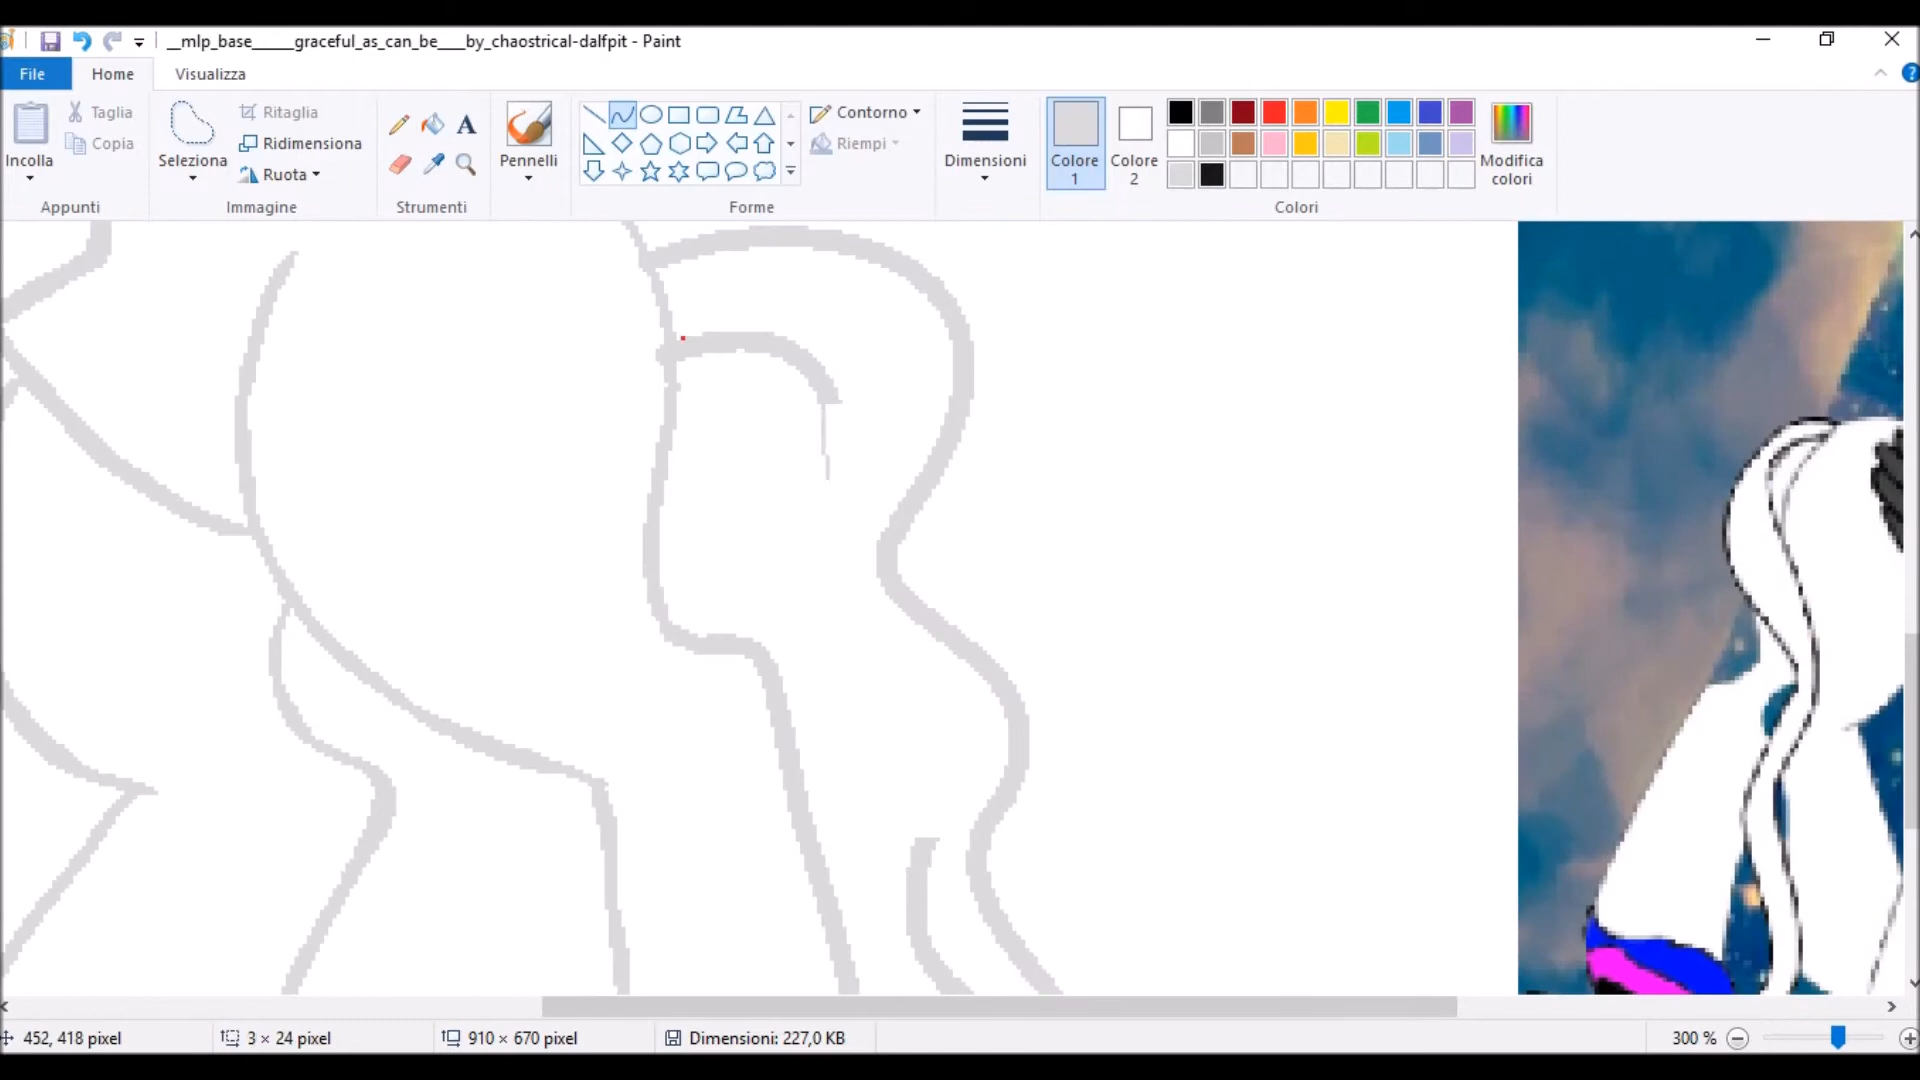 __mlp_base______graceful_as_can_be___by_chaostrical-dalfpit - Paint
File Home Visualizza
Incolla
Taglia
Copia
Appunti
Seleziona
Ritaglia
Ridimensiona
Ruota
Immagine
Strumenti
Pennelli
Forme
Contorno
Riempi
Dimensioni
Colore
1
Colore
2
Colori
Modifica
colori
452, 418 pixel
3 × 24 pixel
910 × 670 pixel
Dimensioni: 227,0 KB
300 %